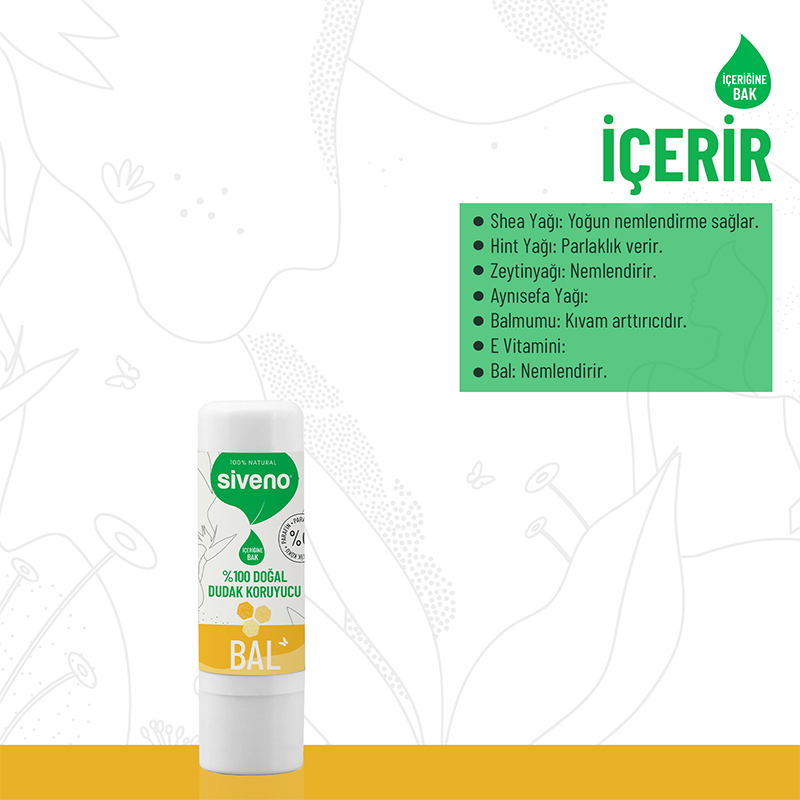 İÇERİĞİNE
BAK
İÇERİR
● Shea Yağı: Yoğun nemlendirme sağlar.
● Hint Yağı: Parlaklık verir.
● Zeytinyağı: Nemlendirir.
● Aynısefa Yağı:
● Balmumu: Kıvam arttırıcıdır.
● E Vitamini:
● Bal: Nemlendirir.
100% NATURAL
siveno
PARAFİN
İÇERİĞİNE
BAK
%100 DOĞAL
DUDAK KORUYUCU
BAL